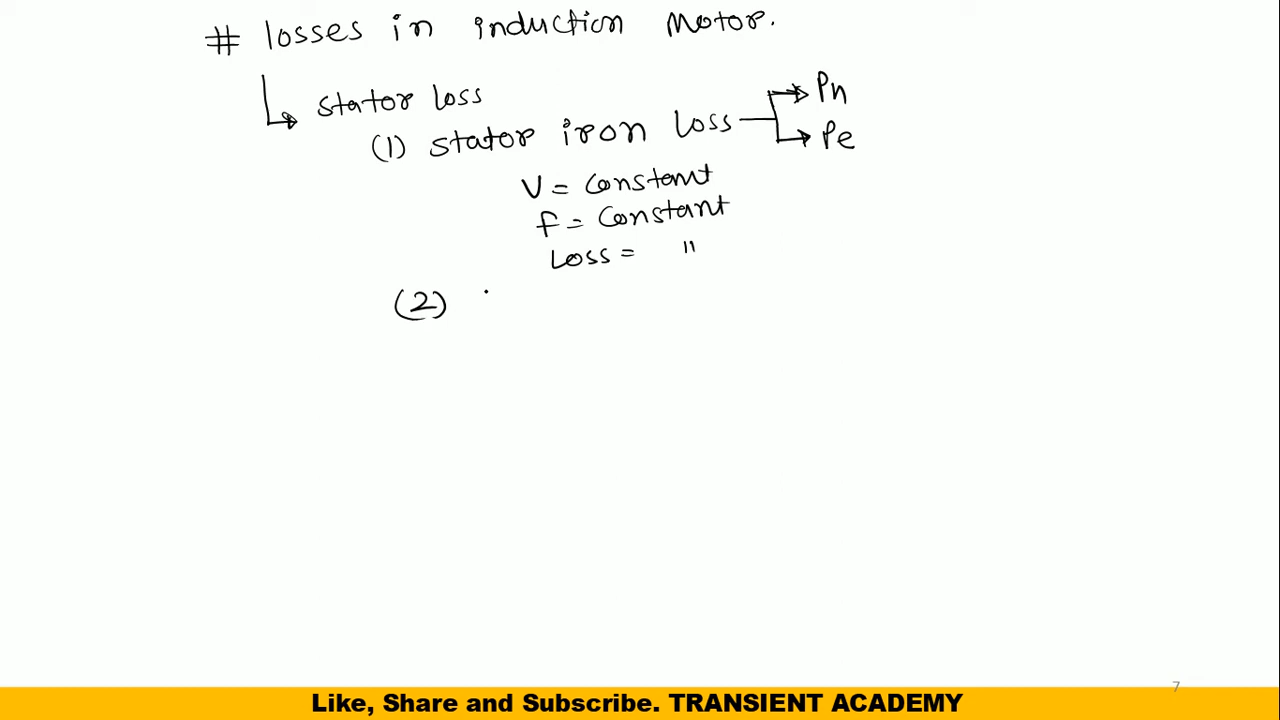 # losses in induction Motor.
stator loss
(1) stator iron loss
Ph
Pe
V = constant
f = constant
Loss = "
(2)
7
Like, Share and Subscribe. TRANSIENT ACADEMY